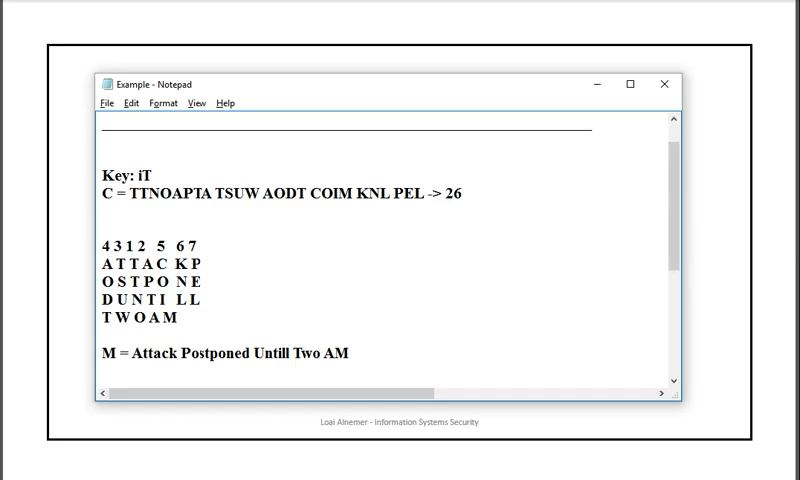 Example - Notepad
File Edit Format View Help
Key: iT
C = TTNOAPTA TSUW AODT COIM KNL PEL -> 26
4 3 1 2 5 6 7
A T T A C K P
O S T P O N E
D U N T I L L
T W O A M
M = Attack Postponed Untill Two AM
Loai Alnemer - Information Systems Security